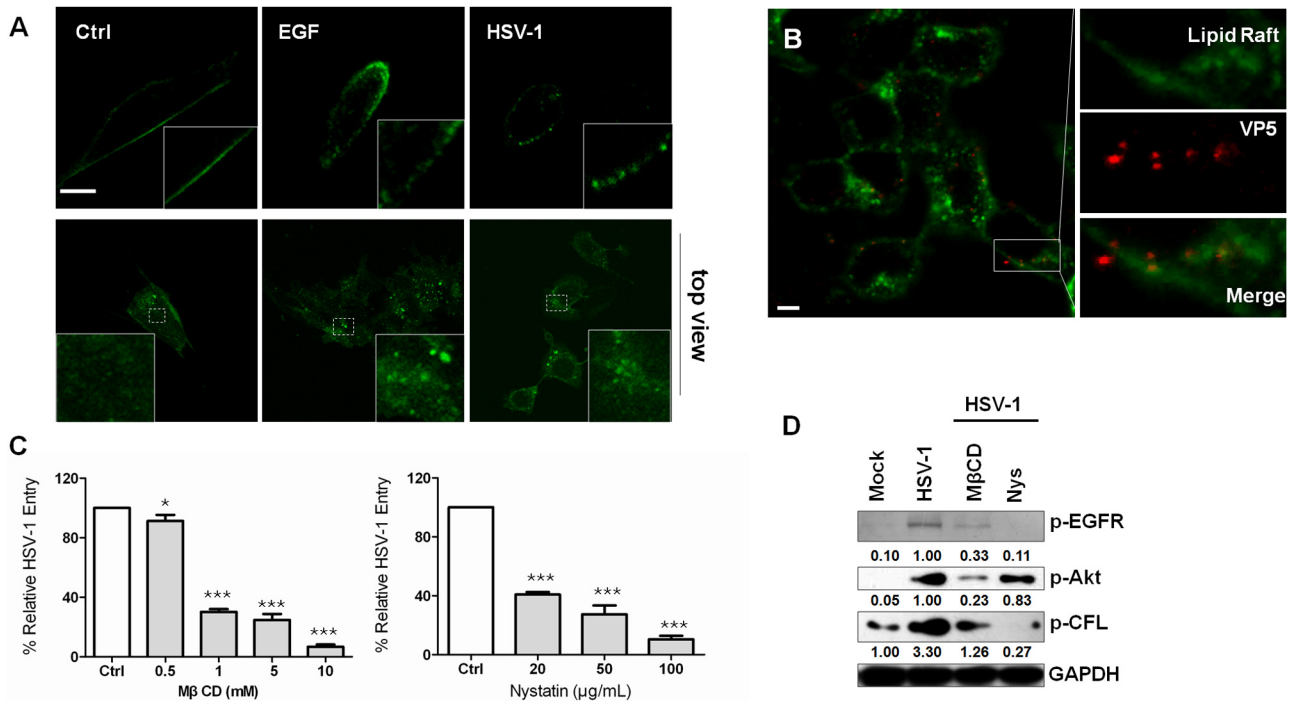 A
Ctrl
EGF
HSV-1
top view
B
Lipid Raft
VP5
Merge
C
% Relative HSV-1 Entry
120
80
40
0
*
***
***
***
Ctrl 0.5 1 5 10
Mβ CD (mM)
% Relative HSV-1 Entry
120
80
40
0
***
***
***
Ctrl 20 50 100
Nystatin (µg/mL)
D
HSV-1
Mock HSV-1 MβCD Nys
p-EGFR
0.10 1.00 0.33 0.11
p-Akt
0.05 1.00 0.23 0.83
p-CFL
1.00 3.30 1.26 0.27
GAPDH